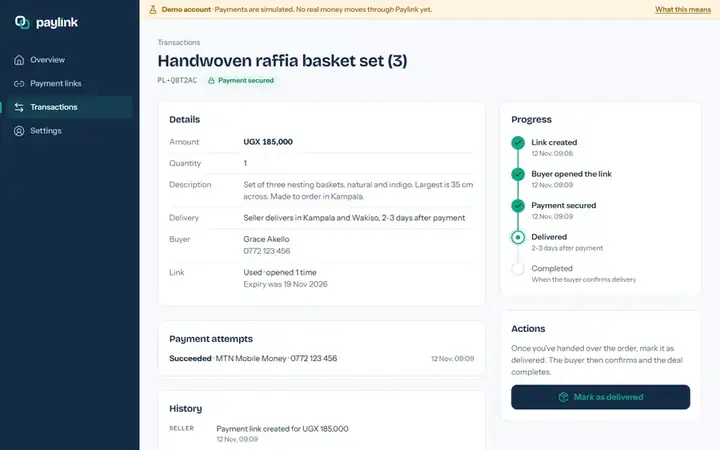 Demo account · Payments are simulated. No real money moves through Paylink yet.
What this means
paylink
Overview
Payment links
Transactions
Settings
Transactions
Handwoven raffia basket set (3)
PL-QBT2AC
Payment secured
Details
Amount
UGX 185,000
Quantity
1
Description
Set of three nesting baskets, natural and indigo. Largest is 35 cm
across. Made to order in Kampala.
Delivery
Seller delivers in Kampala and Wakiso, 2-3 days after payment
Buyer
Grace Akello
0772 123 456
Link
Used · opened 1 time
Expiry was 19 Nov 2026
Payment attempts
Succeeded · MTN Mobile Money · 0772 123 456
12 Nov, 09:09
History
SELLER
Payment link created for UGX 185,000
12 Nov, 09:09
Progress
Link created
12 Nov, 09:08
Buyer opened the link
12 Nov, 09:09
Payment secured
12 Nov, 09:09
Delivered
2-3 days after payment
Completed
When the buyer confirms delivery
Actions
Once you've handed over the order, mark it as
delivered. The buyer then confirms and the deal
completes.
Mark as delivered